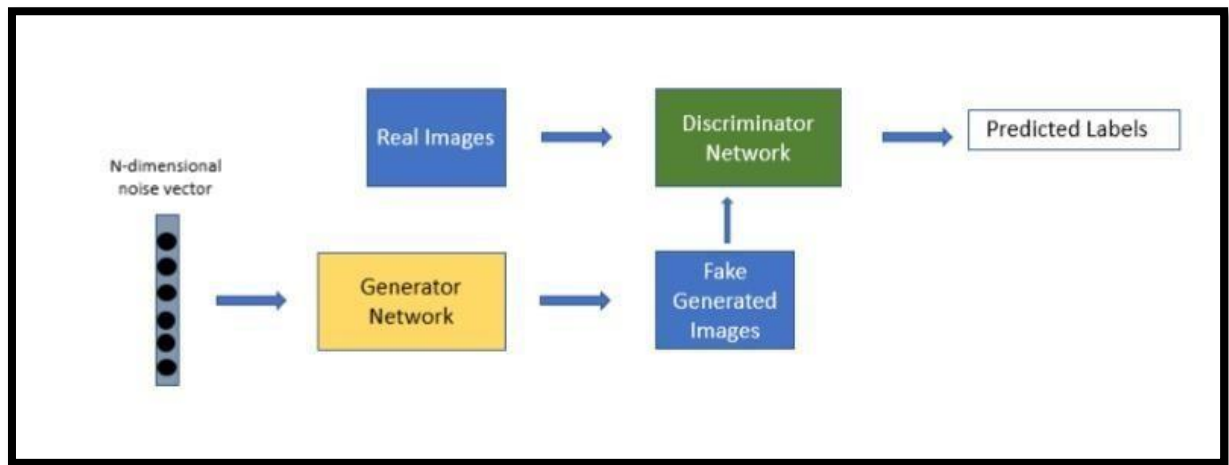 Real Images
Discriminator
Network
Predicted Labels
N-dimensional
noise vector
Generator
Network
Fake
Generated
Images